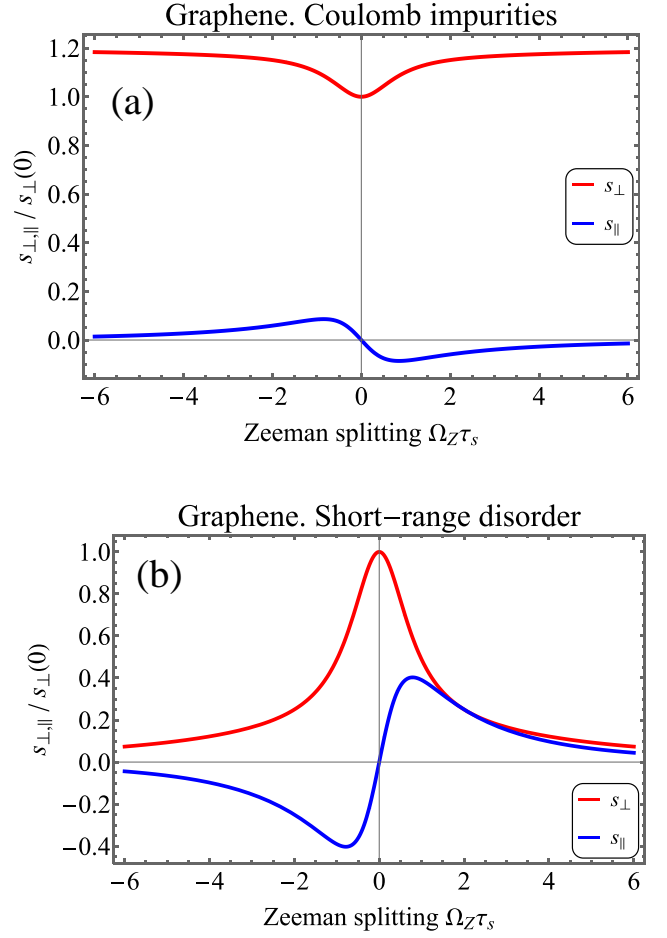 Graphene. Coulomb impurities
(a)
1.2
1.0
0.8
0.6
0.4
0.2
0.0
s⊥,∥ / s⊥(0)
s⊥
s∥
−6 −4 −2 0 2 4 6
Zeeman splitting Ω_Zτ_s
Graphene. Short−range disorder
(b)
1.0
0.8
0.6
0.4
0.2
0.0
−0.2
−0.4
s⊥,∥ / s⊥(0)
s⊥
s∥
−6 −4 −2 0 2 4 6
Zeeman splitting Ω_Zτ_s